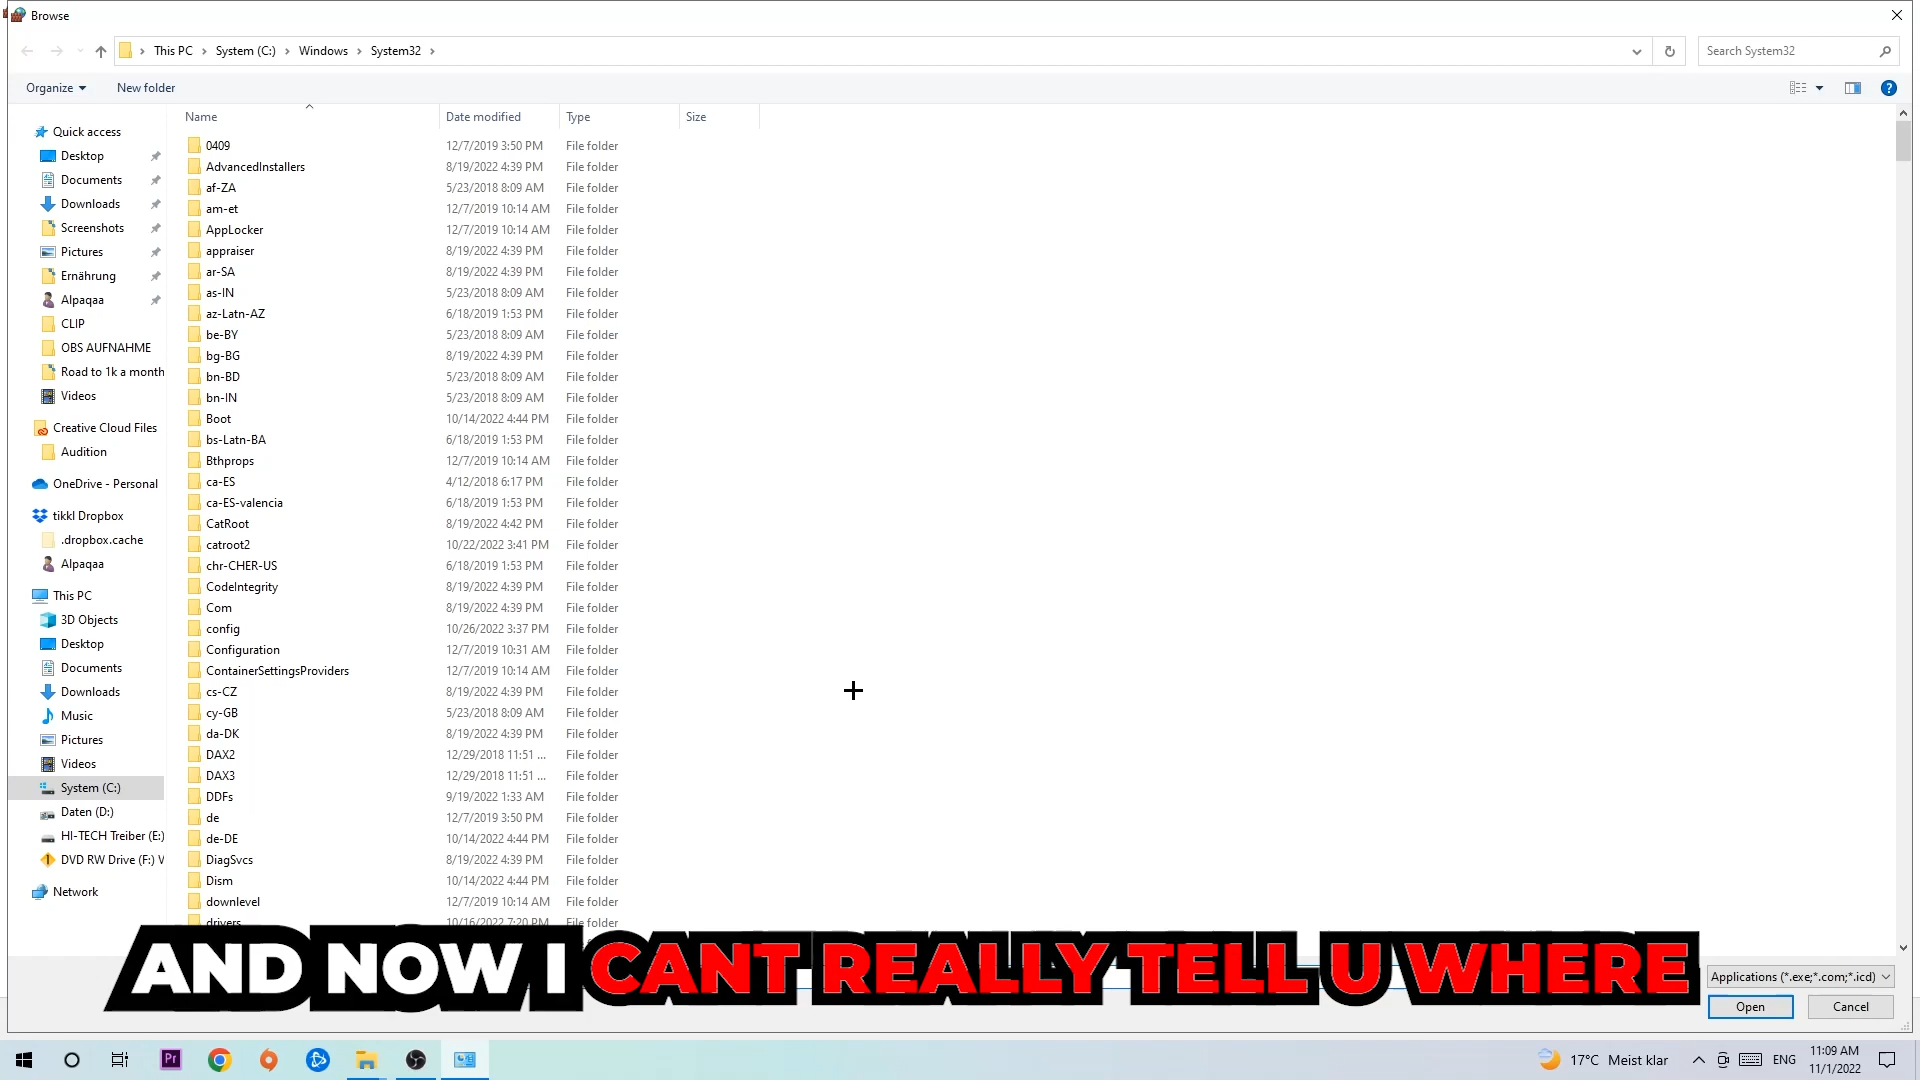 Browse
This PC
System (C:)
Windows
System32
Search System32
Organize
New folder
Name
Date modified
Type
Size
0409 12/7/2019 3:50 PM File folder
AdvancedInstallers 8/19/2022 4:39 PM File folder
af-ZA 5/23/2018 8:09 AM File folder
am-et 12/7/2019 10:14 AM File folder
AppLocker 12/7/2019 10:14 AM File folder
appraiser 8/19/2022 4:39 PM File folder
ar-SA 8/19/2022 4:39 PM File folder
as-IN 5/23/2018 8:09 AM File folder
az-Latn-AZ 6/18/2019 1:53 PM File folder
be-BY 5/23/2018 8:09 AM File folder
bg-BG 8/19/2022 4:39 PM File folder
bn-BD 5/23/2018 8:09 AM File folder
bn-IN 5/23/2018 8:09 AM File folder
Boot 10/14/2022 4:44 PM File folder
bs-Latn-BA 6/18/2019 1:53 PM File folder
Bthprops 12/7/2019 10:14 AM File folder
ca-ES 4/12/2018 6:17 PM File folder
ca-ES-valencia 6/18/2019 1:53 PM File folder
CatRoot 8/19/2022 4:42 PM File folder
catroot2 10/22/2022 3:41 PM File folder
chr-CHER-US 6/18/2019 1:53 PM File folder
CodeIntegrity 8/19/2022 4:39 PM File folder
Com 8/19/2022 4:39 PM File folder
config 10/26/2022 3:37 PM File folder
Configuration 12/7/2019 10:31 AM File folder
ContainerSettingsProviders 12/7/2019 10:14 AM File folder
cs-CZ 8/19/2022 4:39 PM File folder
cy-GB 5/23/2018 8:09 AM File folder
da-DK 8/19/2022 4:39 PM File folder
DAX2 12/29/2018 11:51 ... File folder
DAX3 12/29/2018 11:51 ... File folder
DDFs 9/19/2022 1:33 AM File folder
de 12/7/2019 3:50 PM File folder
de-DE 10/14/2022 4:44 PM File folder
DiagSvcs 8/19/2022 4:39 PM File folder
Dism 10/14/2022 4:44 PM File folder
downlevel 12/7/2019 10:14 AM File folder
drivers 10/16/2022 7:20 PM File folder
Quick access
Desktop
Documents
Downloads
Screenshots
Pictures
Ernährung
Alpaqaa
CLIP
OBS AUFNAHME
Road to 1k a month
Videos
Creative Cloud Files
Audition
OneDrive - Personal
tikkl Dropbox
.dropbox.cache
Alpaqaa
This PC
3D Objects
Desktop
Documents
Downloads
Music
Pictures
Videos
System (C:)
Daten (D:)
HI-TECH Treiber (E:)
DVD RW Drive (F:) V
Network
AND NOW I CANT REALLY TELL U WHERE
Applications (*.exe;*.com;*.icd)
Open
Cancel
Pr
17°C Meist klar
ENG
11:09 AM
11/1/2022